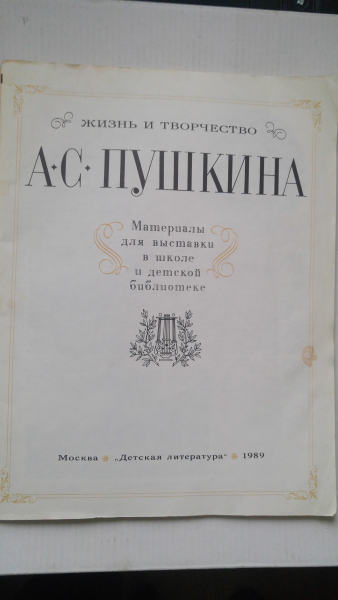 ЖИЗНЬ И ТВОРЧЕСТВО
А·С· ПУШКИНА
Материалы
для выставки
в школе
и детской
библиотеке
Москва * „Детская литература“ * 1989